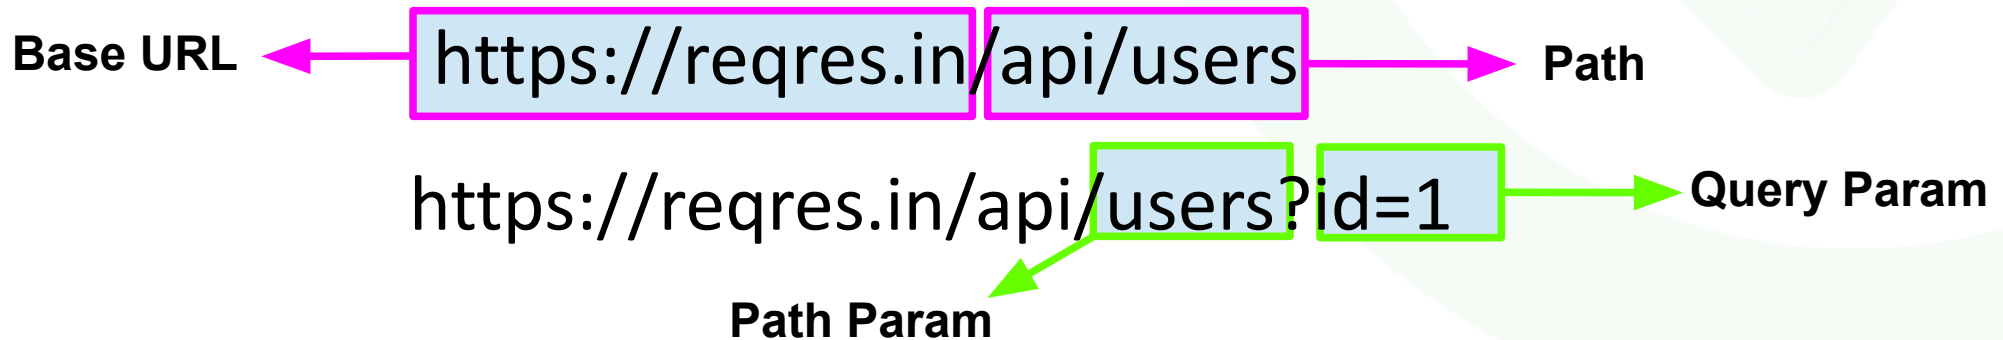 Base URL https://reqres.in/api/users Path
https://reqres.in/api/users?id=1 Query Param
Path Param